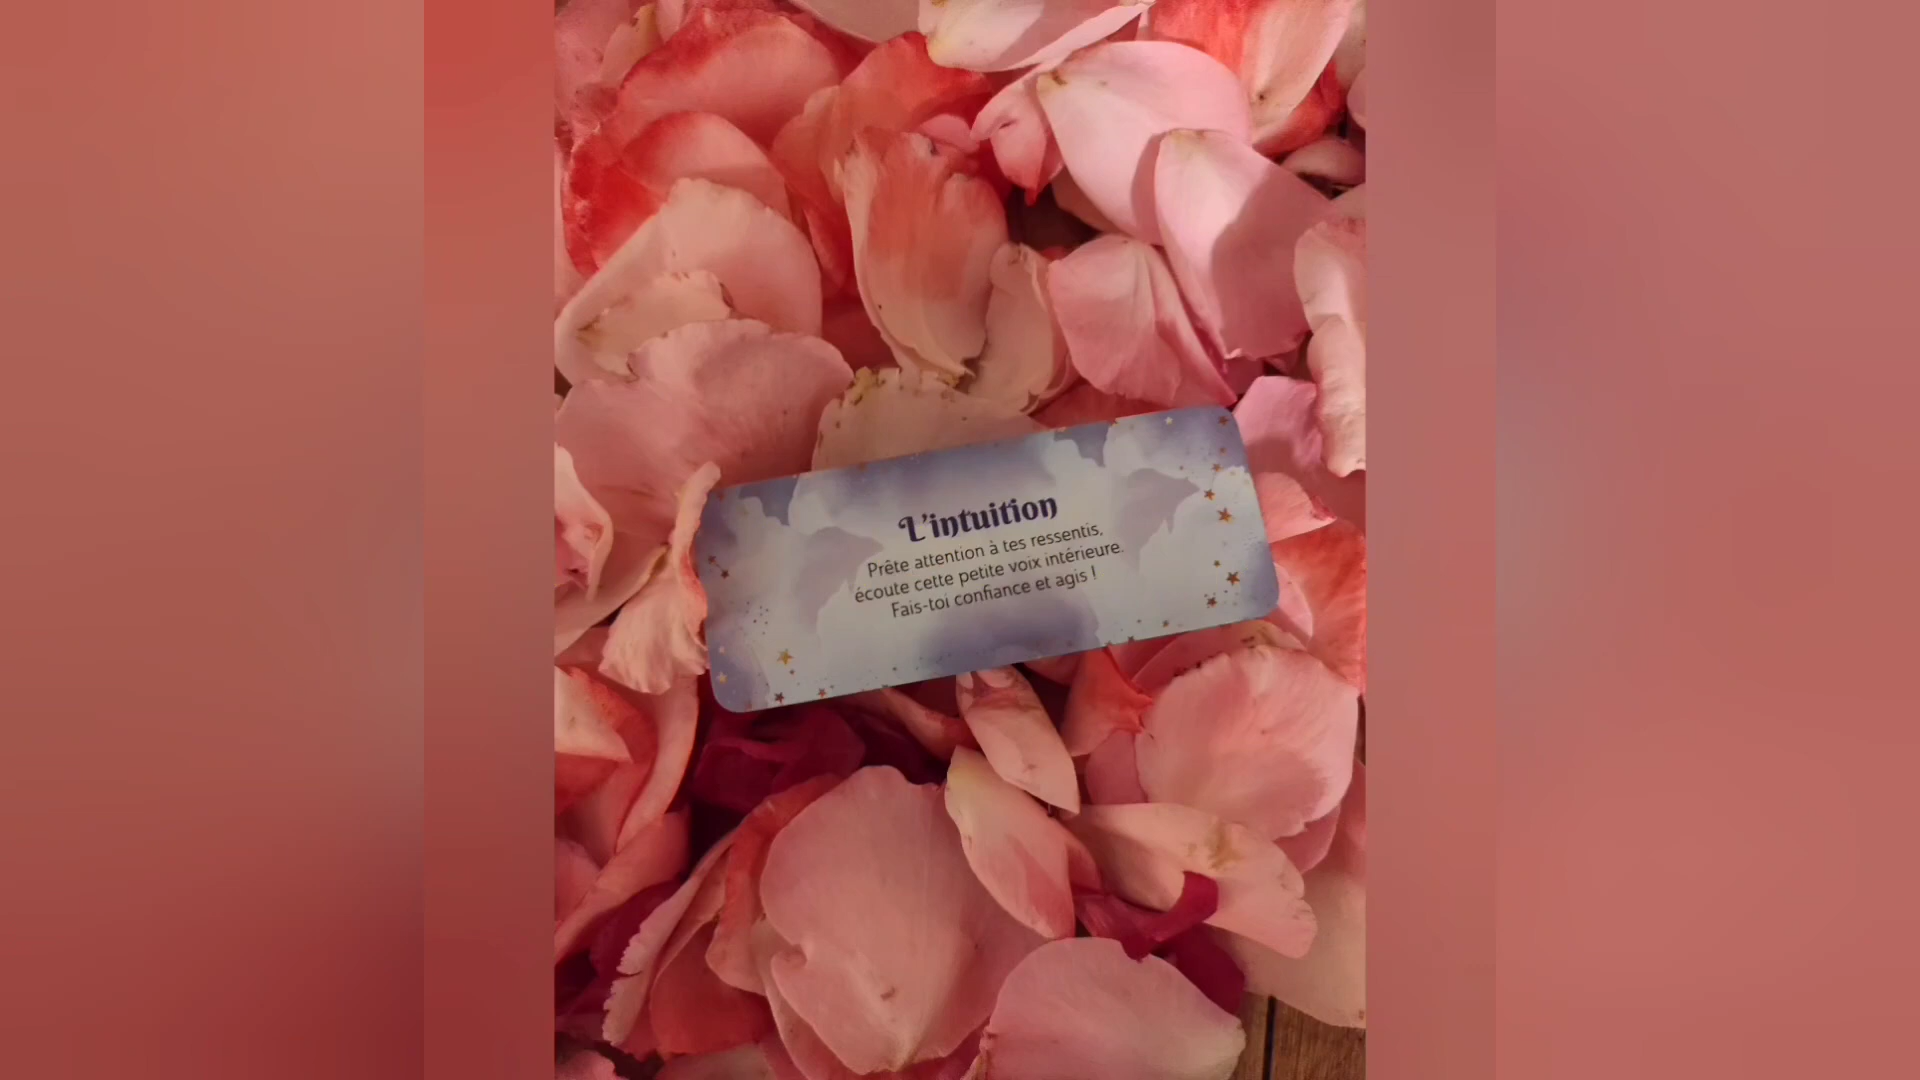 L'intuition
Prête attention à tes ressentis,
écoute cette petite voix intérieure.
Fais-toi confiance et agis !